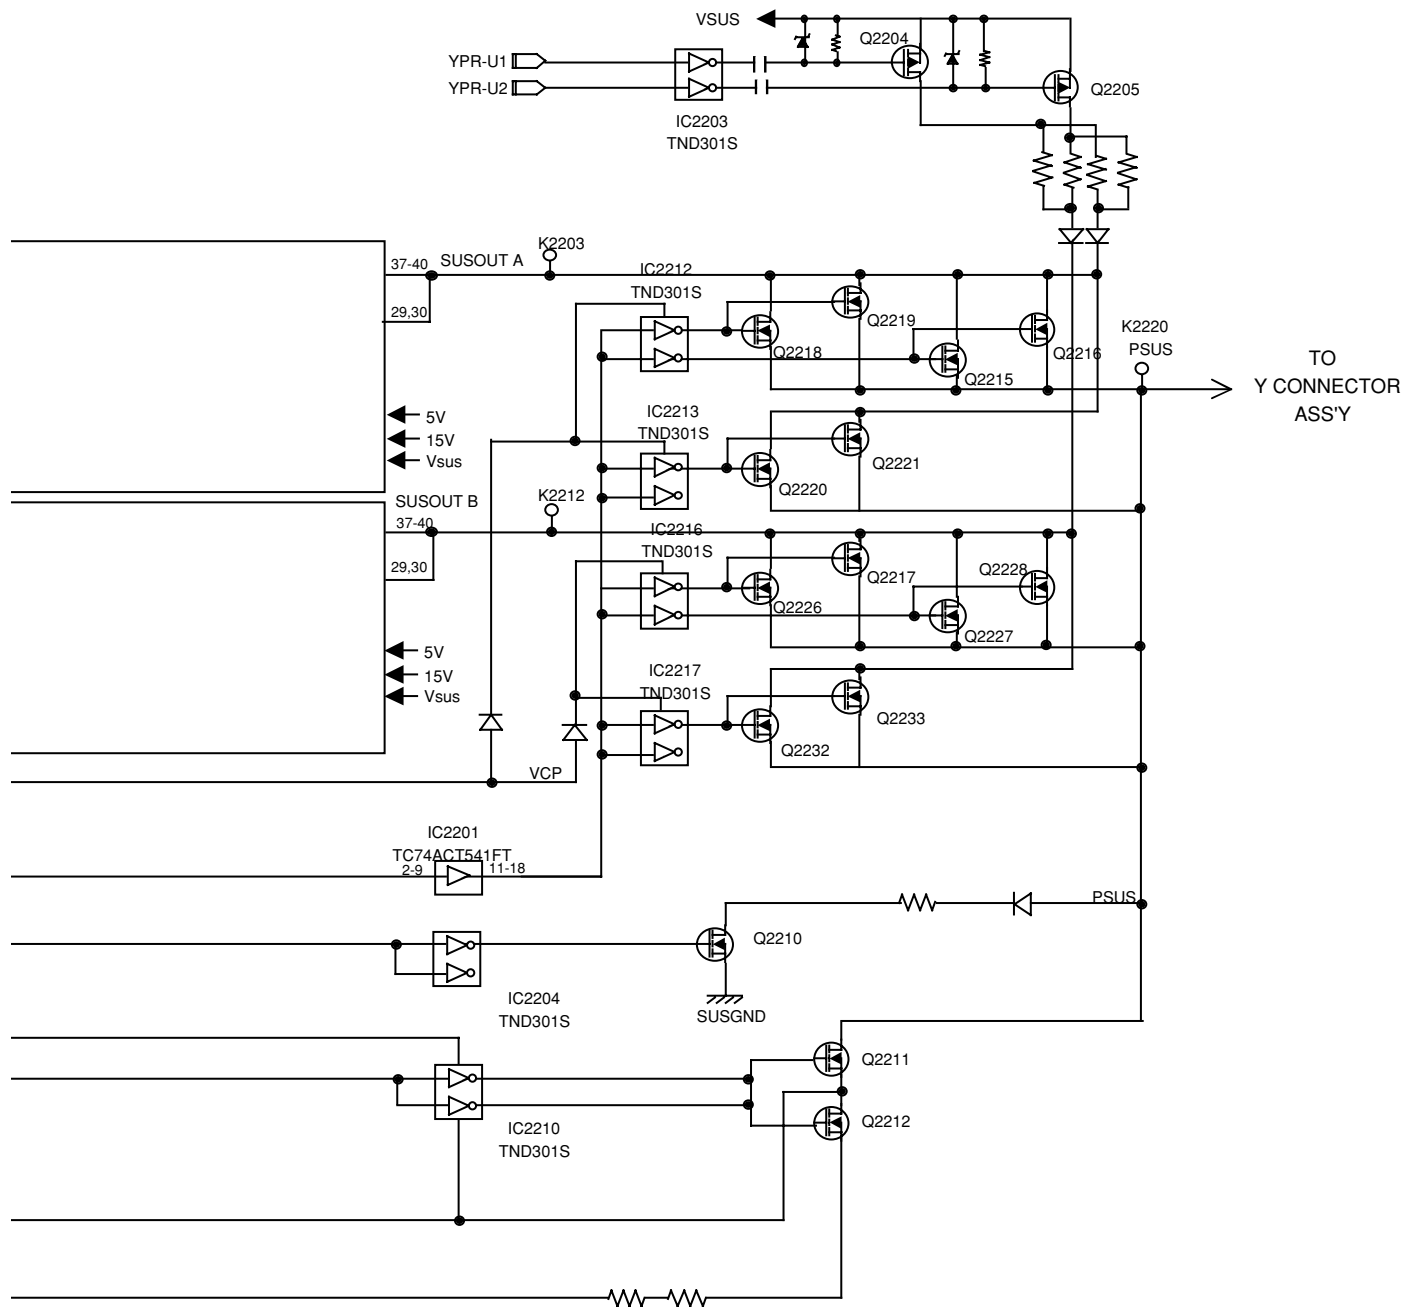 VSUS
Q2204
YPR-U1
YPR-U2
Q2205
IC2203
TND301S
K2203
37-40
SUSOUT A
IC2212
TND301S
29,30
Q2219
K2220
Q2218
Q2216
PSUS
TO
Q2215
Y CONNECTOR
ASS'Y
5V
IC2213
15V
TND301S
Vsus
Q2221
Q2220
SUSOUT B
K2212
37-40
IC2216
TND301S
29,30
Q2217
Q2228
Q2226
Q2227
5V
15V
IC2217
Vsus
TND301S
Q2233
Q2232
VCP
IC2201
TC74ACT541FT
2-9
11-18
PSUS
Q2210
IC2204
TND301S
SUSGND
Q2211
Q2212
IC2210
TND301S